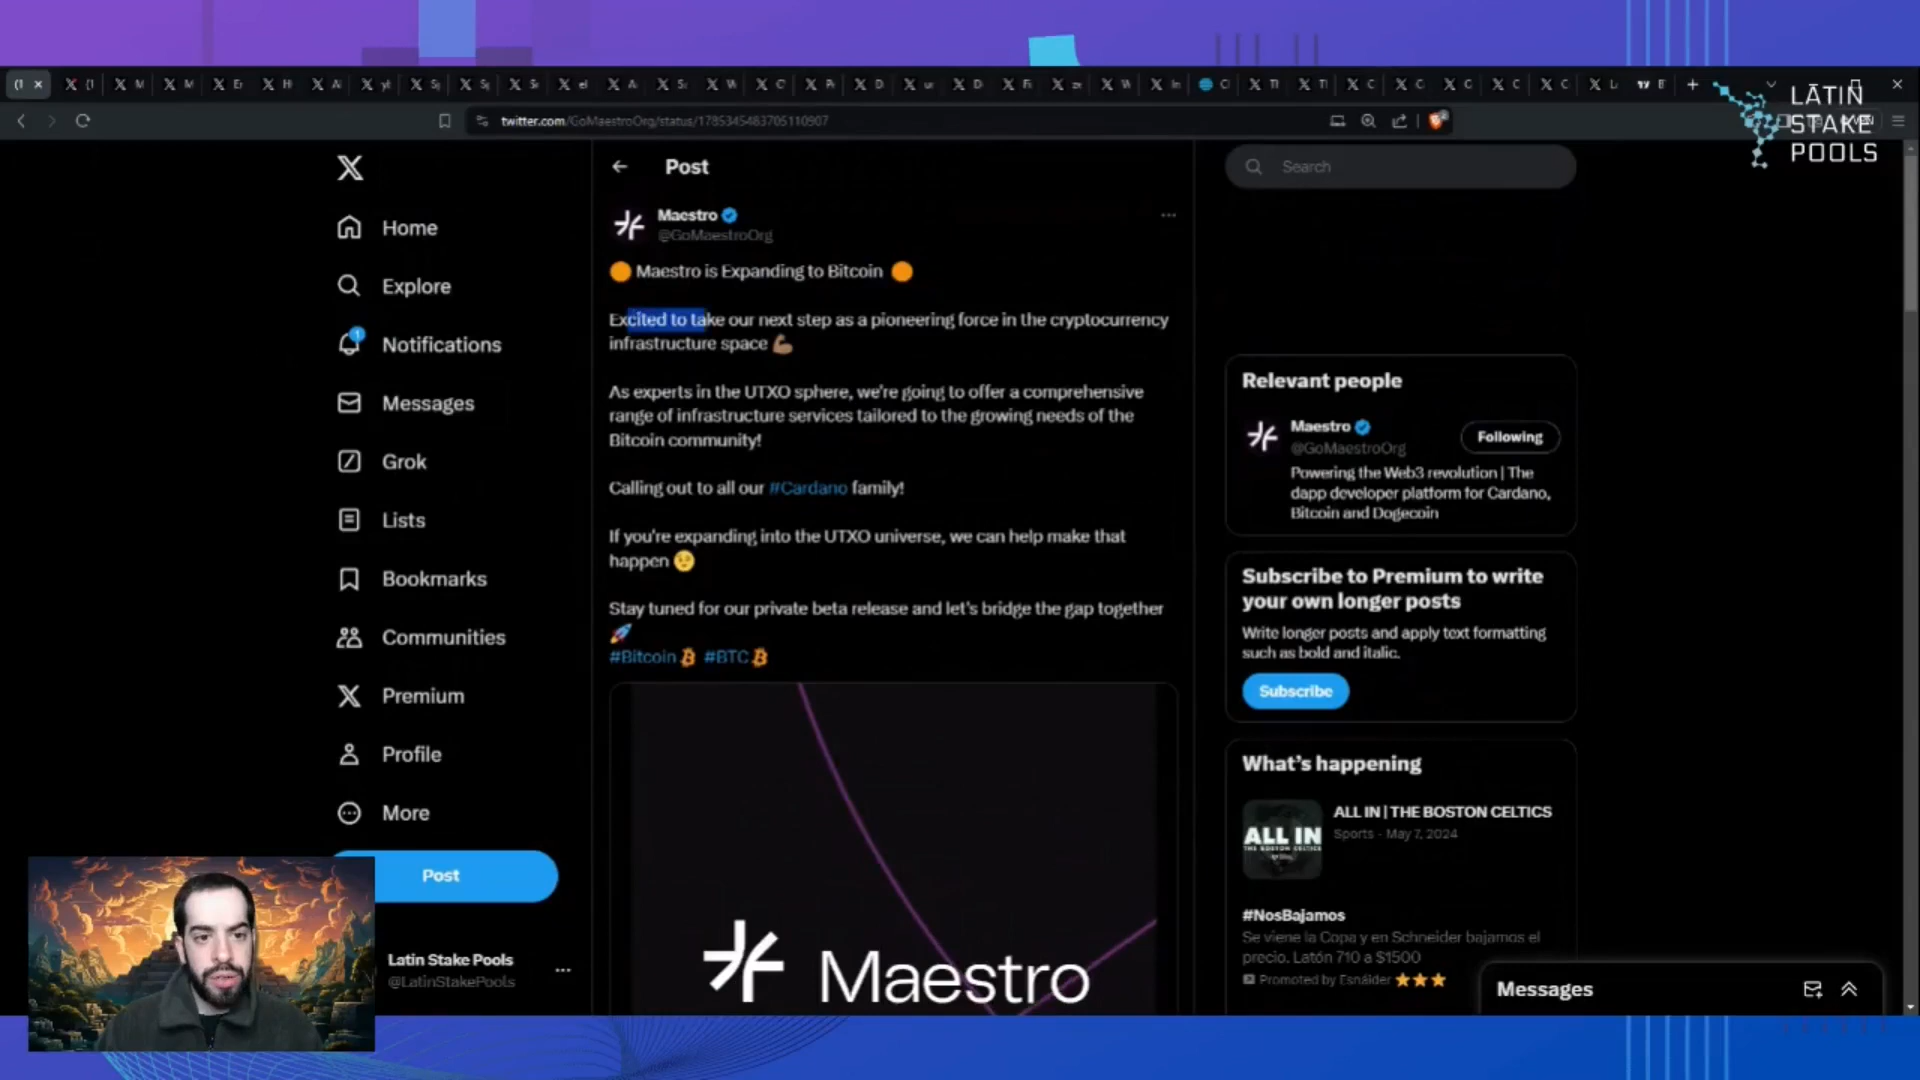 twitter.com/GoMaestroOrg/status/1785345483705110907
LATIN
STAKE
POOLS
Home
Explore
Notifications
Messages
Grok
Lists
Bookmarks
Communities
Premium
Profile
More
Post
Latin Stake Pools
@LatinStakePools
Post
Maestro
@GoMaestroOrg
Maestro is Expanding to Bitcoin
Excited to take our next step as a pioneering force in the cryptocurrency
infrastructure space
As experts in the UTXO sphere, we're going to offer a comprehensive
range of infrastructure services tailored to the growing needs of the
Bitcoin community!
Calling out to all our #Cardano family!
If you're expanding into the UTXO universe, we can help make that
happen
Stay tuned for our private beta release and let's bridge the gap together
#Bitcoin #BTC
Maestro
Search
Relevant people
Maestro
@GoMaestroOrg
Following
Powering the Web3 revolution | The
dapp developer platform for Cardano,
Bitcoin and Dogecoin
Subscribe to Premium to write
your own longer posts
Write longer posts and apply text formatting
such as bold and italic.
Subscribe
What's happening
ALL IN
ALL IN | THE BOSTON CELTICS
Sports - May 7, 2024
#NosBajamos
Se viene la Copa y en Schneider bajamos el
precio. Latón 710 a $1500
Promoted by Esnáider
Messages